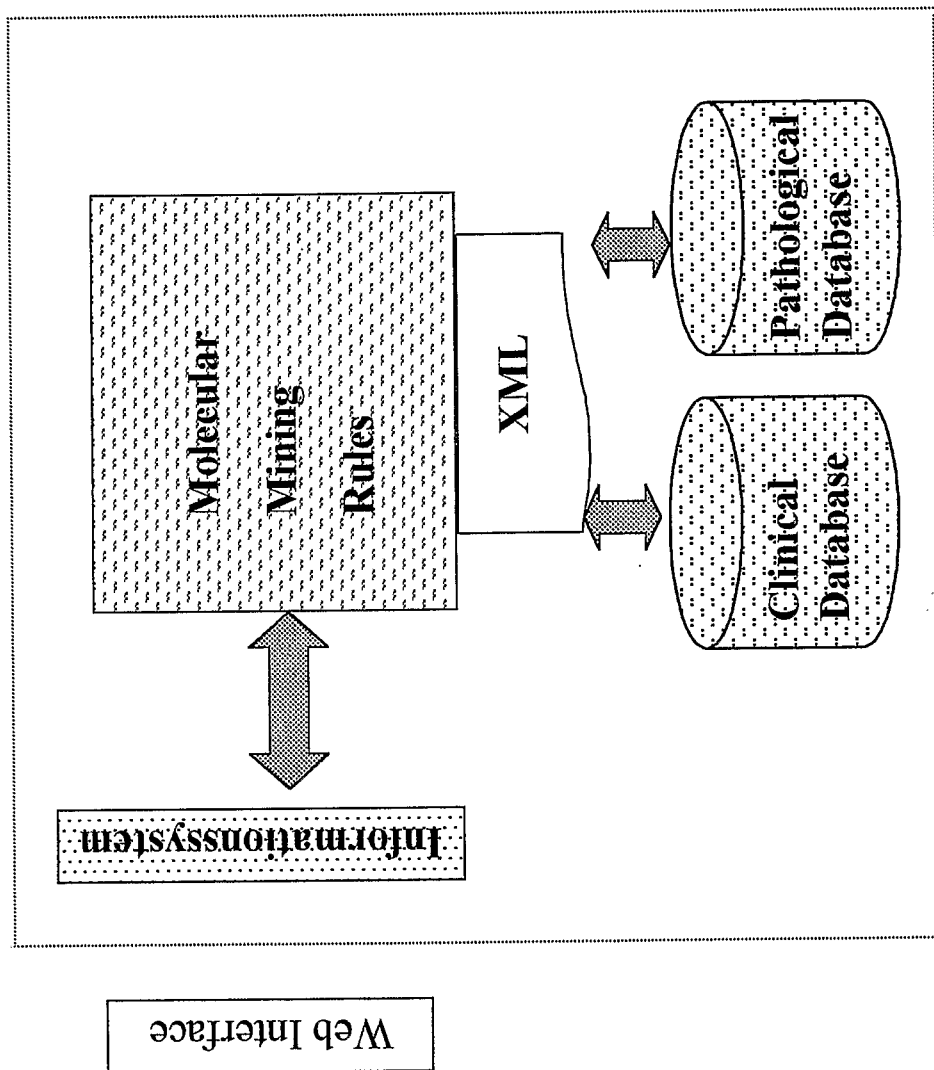 Web Interface
Informationssystem
Molecular
Mining
Rules
XML
Clinical
Database
Pathological
Database